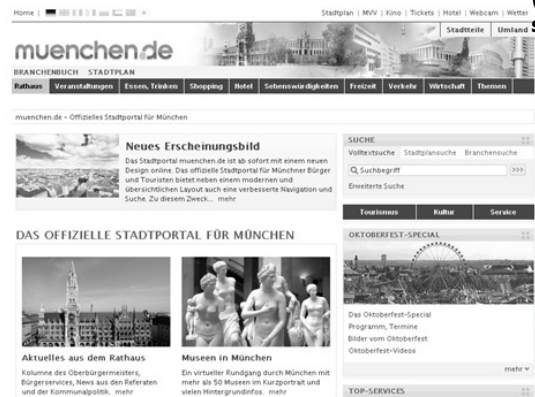 Home |
Stadtplan | MVV | Kino | Tickets | Hotel | Webcam | Wetter
Stadtteile Umland
muenchen.de
BRANCHENBUCH STADTPLAN
Rathaus Veranstaltungen Essen, Trinken Shopping Hotel Sehenswürdigkeiten Freizeit Verkehr Wirtschaft Themen
muenchen.de - Offizielles Stadtportal für München
Neues Erscheinungsbild
Das Stadtportal muenchen.de ist ab sofort mit einem neuen
Design online. Das offizielle Stadtportal für Münchner Bürger
und Touristen bietet neben einem modernen und
übersichtlichen Layout auch eine verbesserte Navigation und
Suche. Zu diesem Zweck... mehr
DAS OFFIZIELLE STADTPORTAL FÜR MÜNCHEN
Aktuelles aus dem Rathaus
Kolumne des Oberbürgermeisters,
Bürgerservices, News aus den Referaten
und der Kommunalpolitik. mehr
Museen in München
Ein virtueller Rundgang durch München mit
mehr als 50 Museen im Kurzportrait und
vielen Hintergrundinfos. mehr
SUCHE
Volltextsuche Stadtplansuche Branchensuche
Suchbegriff >>>
Erweiterte Suche
Tourismus Kultur Service
OKTOBERFEST-SPECIAL
Das Oktoberfest-Special
Programm, Termine
Bilder vom Oktoberfest
Oktoberfest-Videos
mehr
TOP-SERVICES